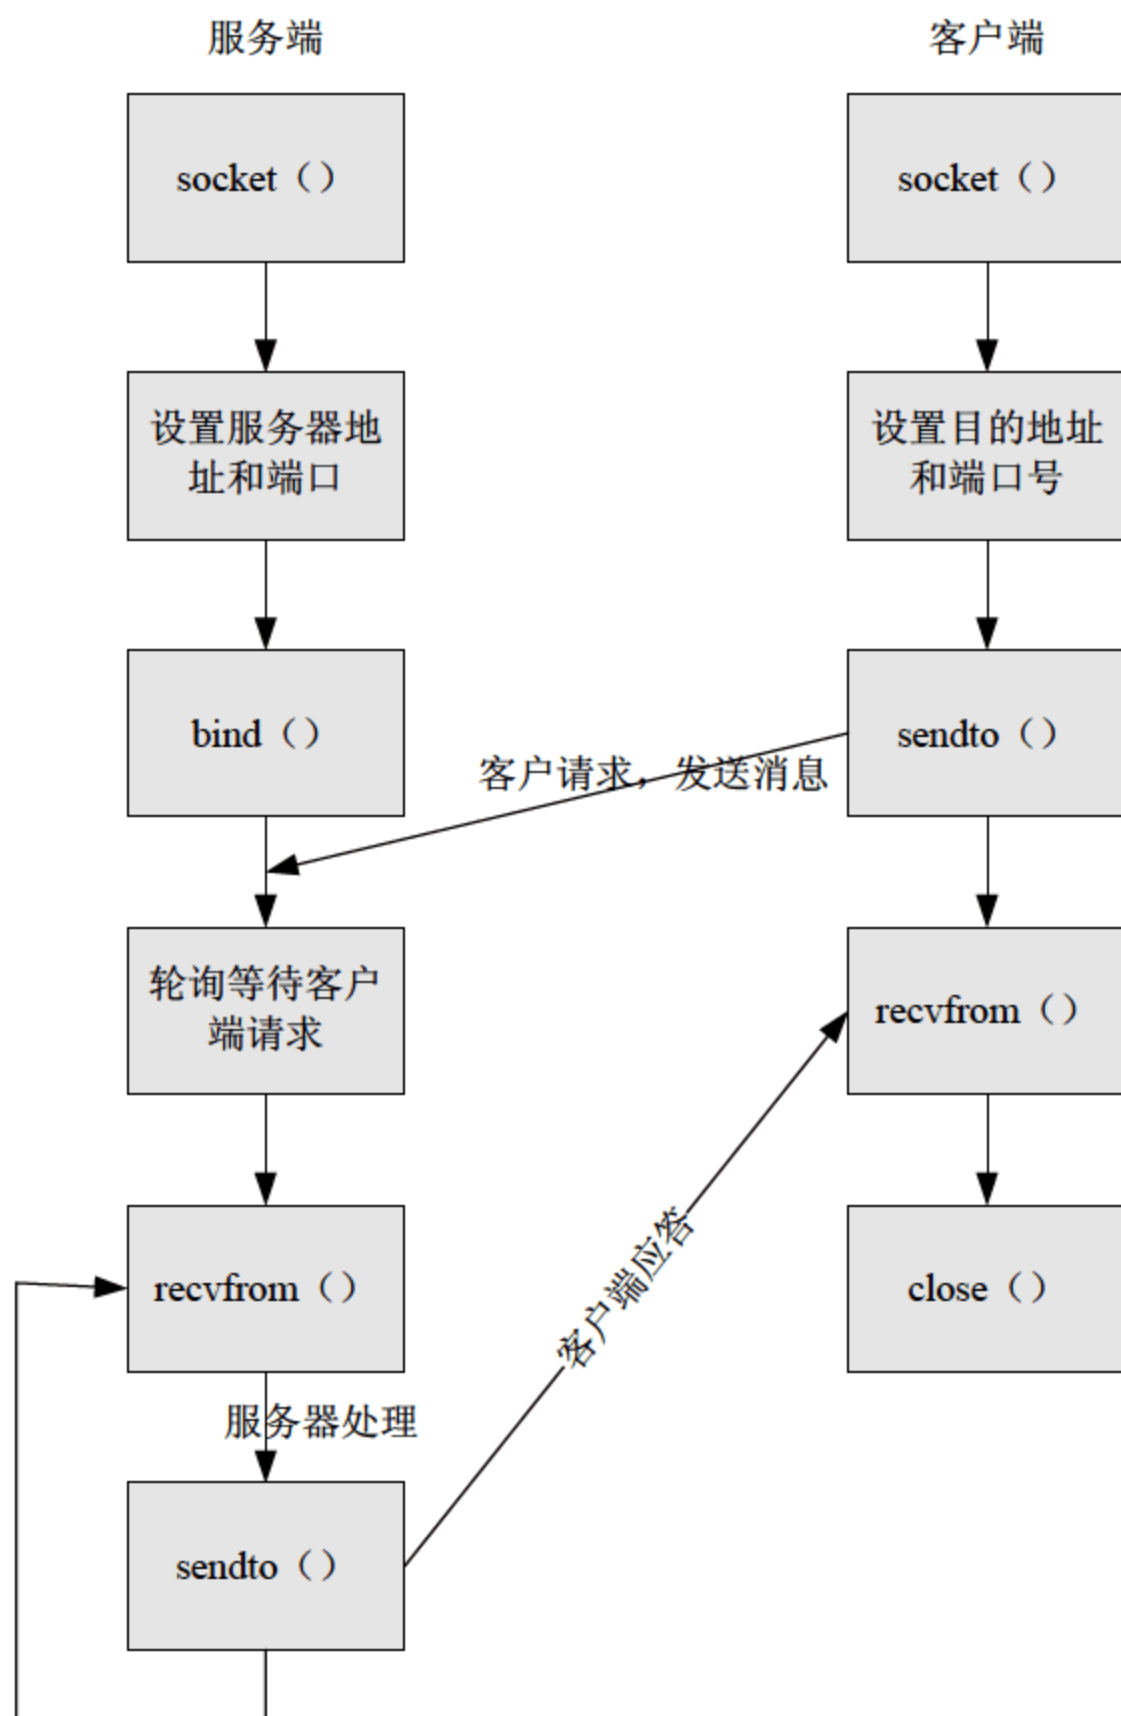 服务端
客户端
socket（）
socket（）
设置服务器地
址和端口
设置目的地址
和端口号
bind（）
sendto（）
客户请求，发送消息
轮询等待客户
端请求
recvfrom（）
recvfrom（）
close（）
客户端应答
服务器处理
sendto（）